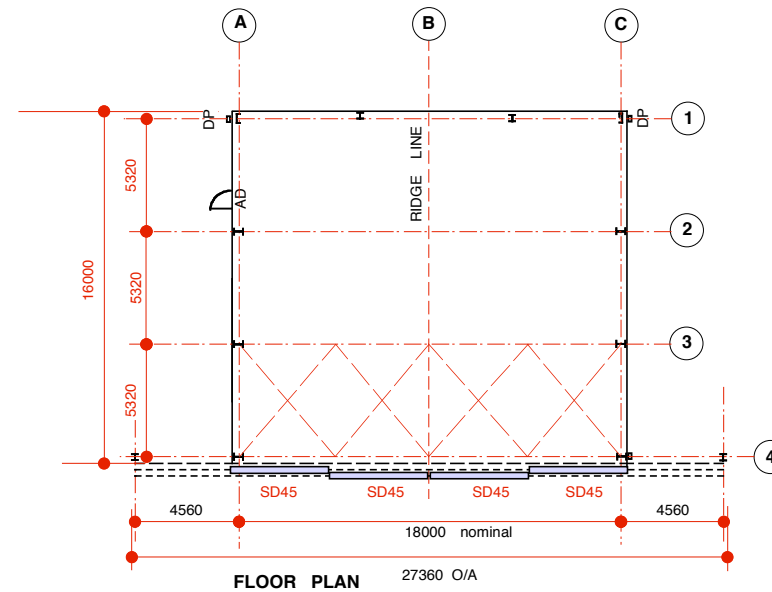 A
B
C
DP
DP
1
5320
RIDGE LINE
AD
2
16000
5320
3
5320
4
SD45
SD45
SD45
SD45
4560
4560
18000 nominal
27360 O/A
FLOOR PLAN